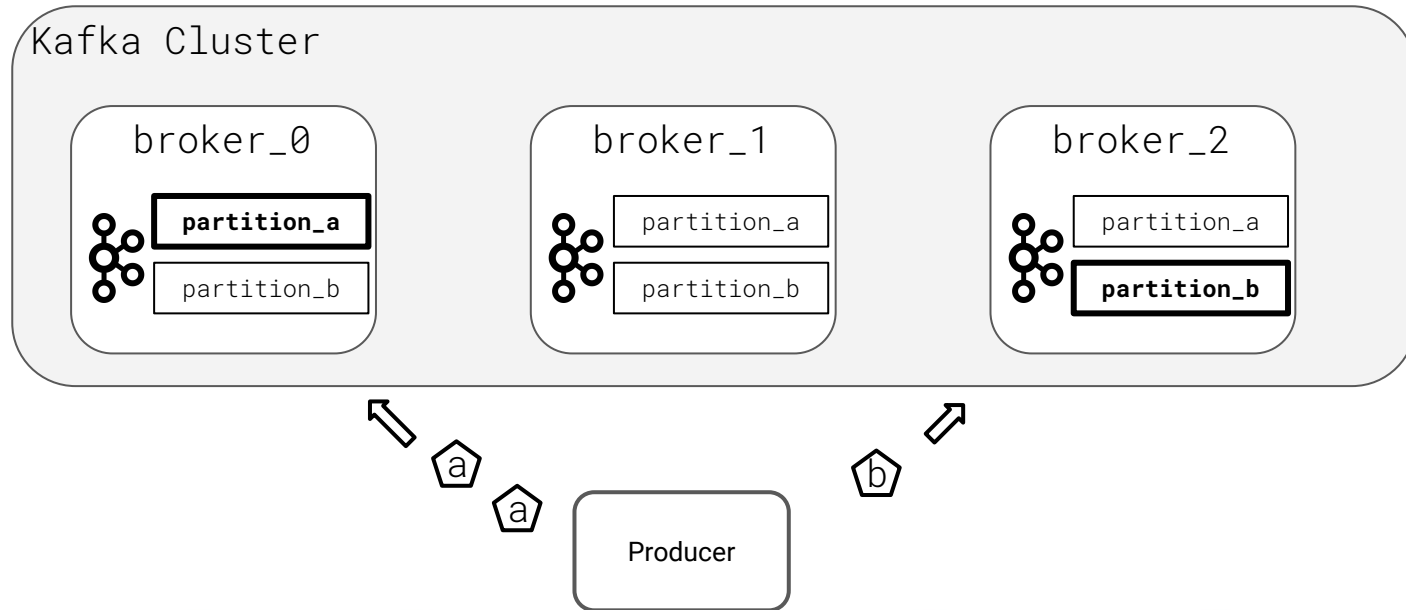 Kafka Cluster
broker_0
partition_a
partition_b
broker_1
partition_a
partition_b
broker_2
partition_a
partition_b
a
a
b
Producer